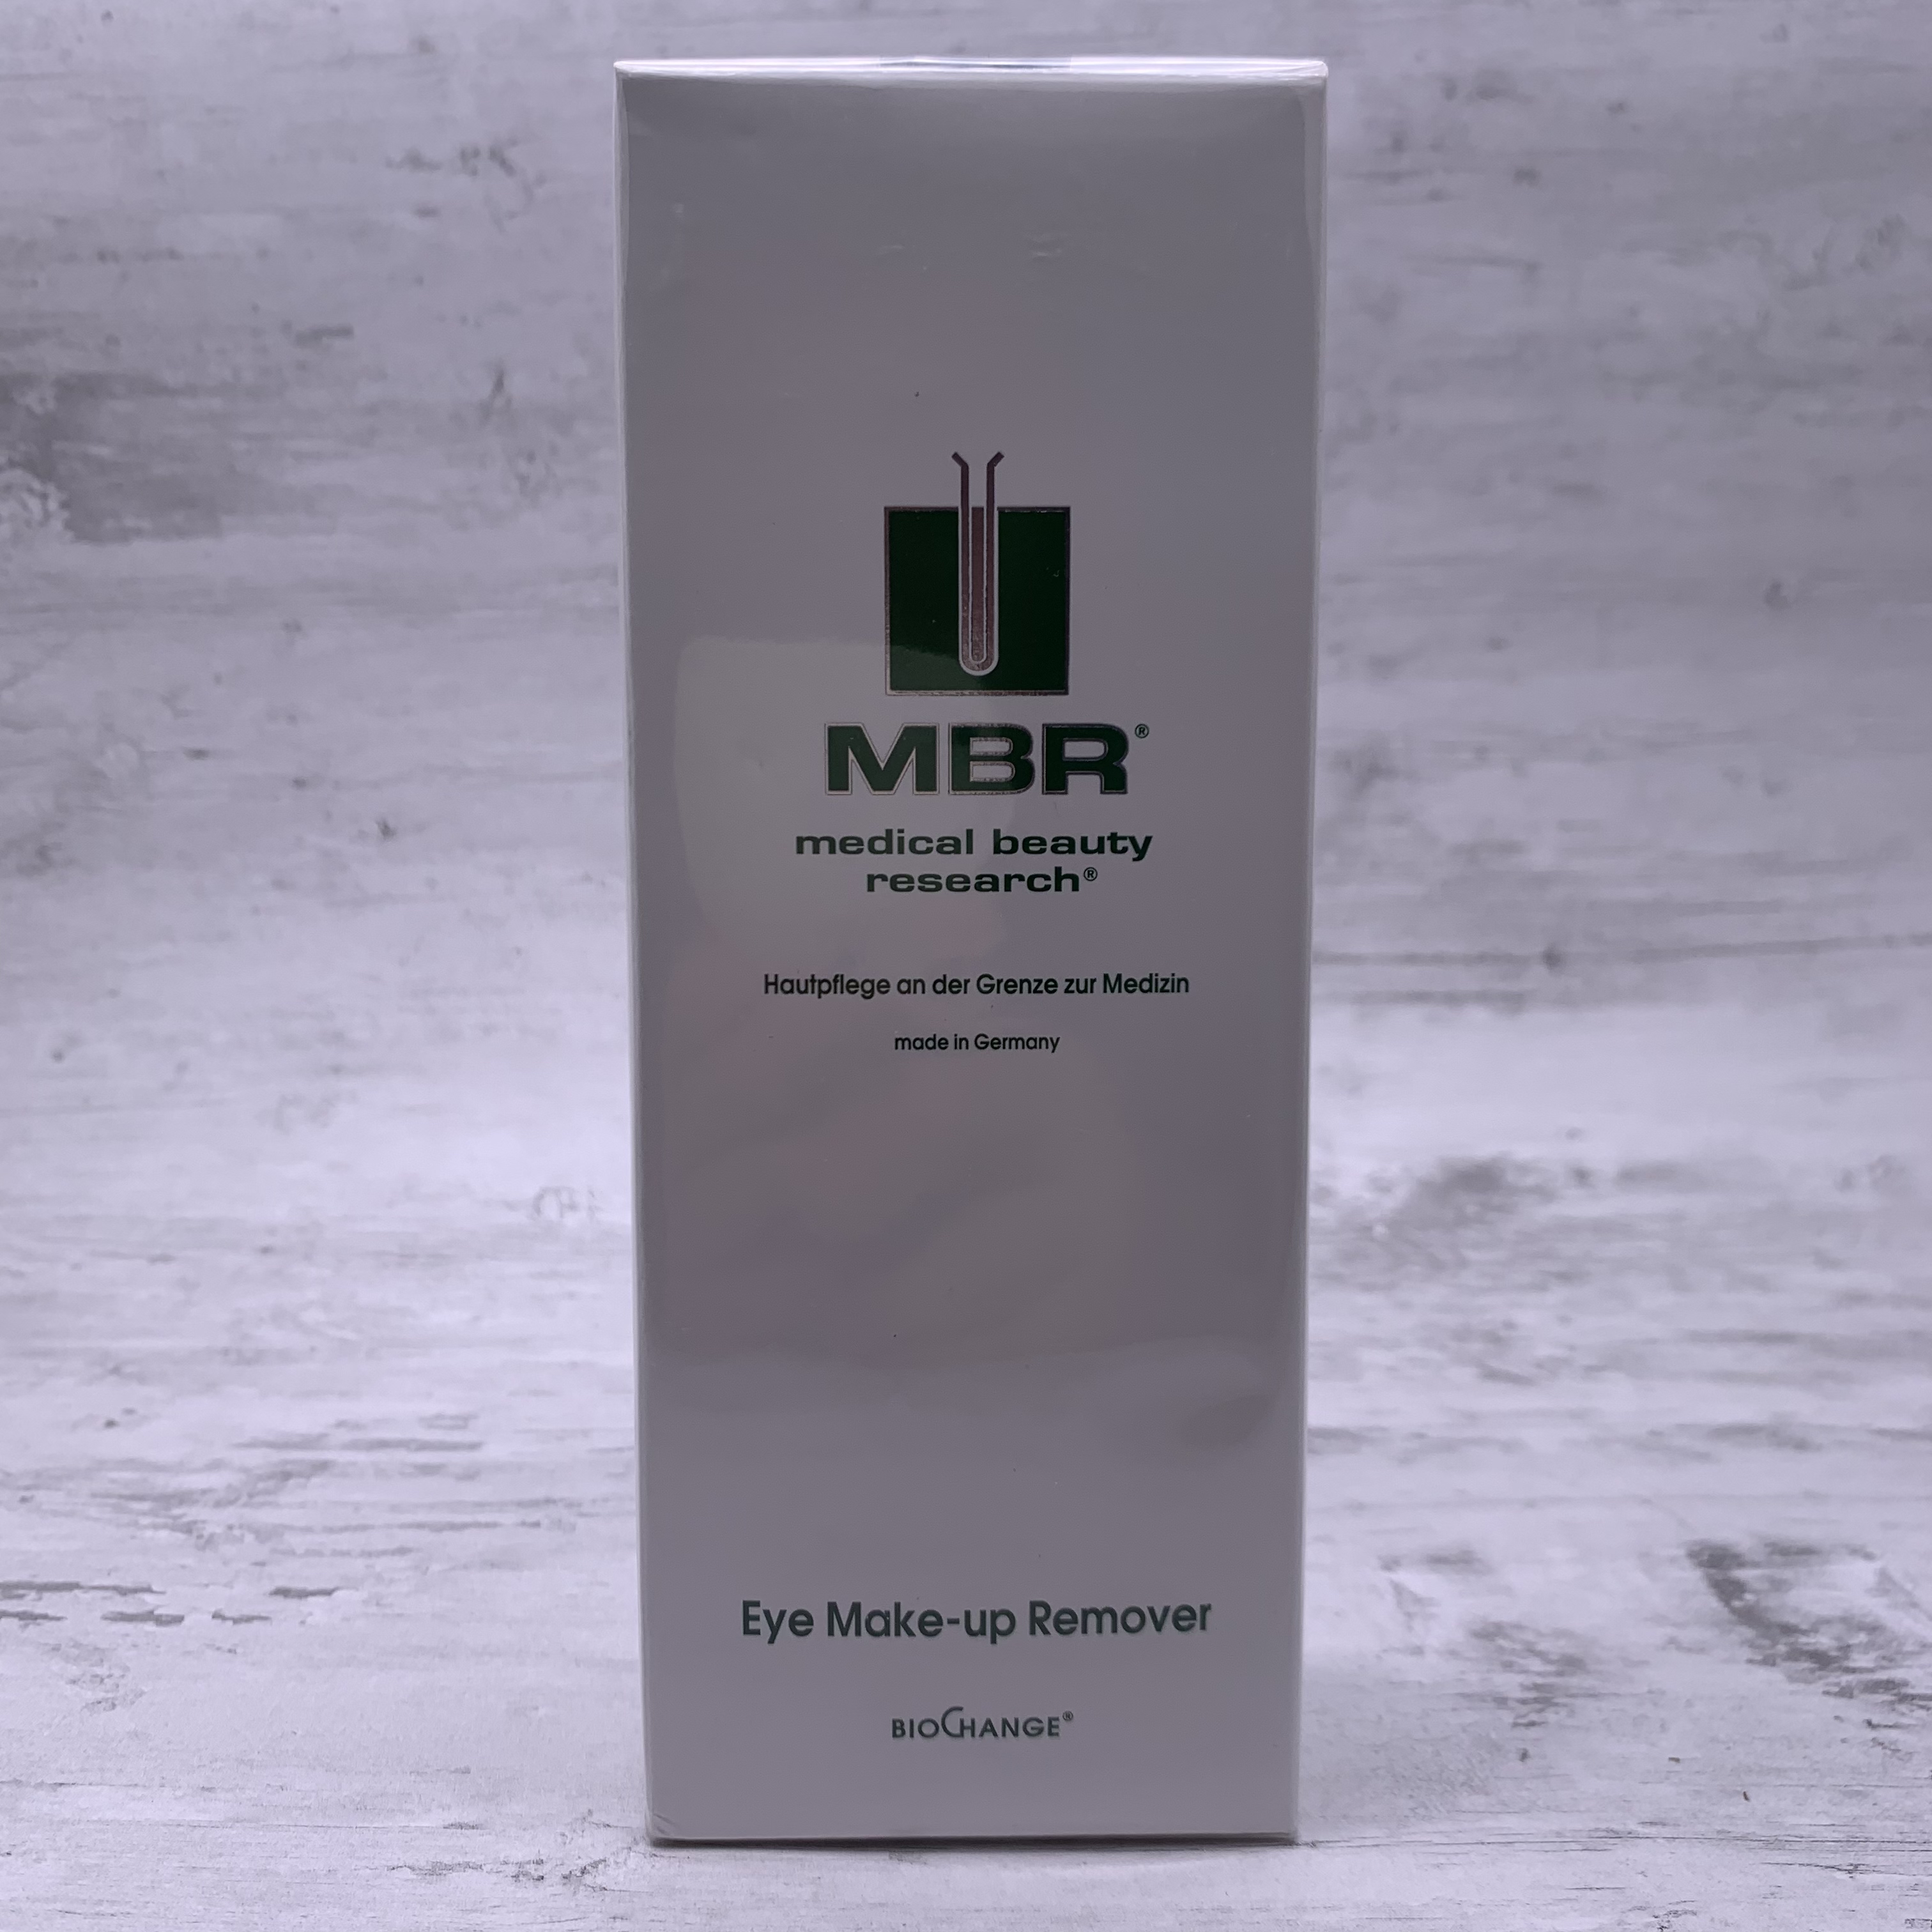 MBR®
medical beauty
research®
Hautpflege an der Grenze zur Medizin
made in Germany
Eye Make-up Remover
BIOCHANGE®